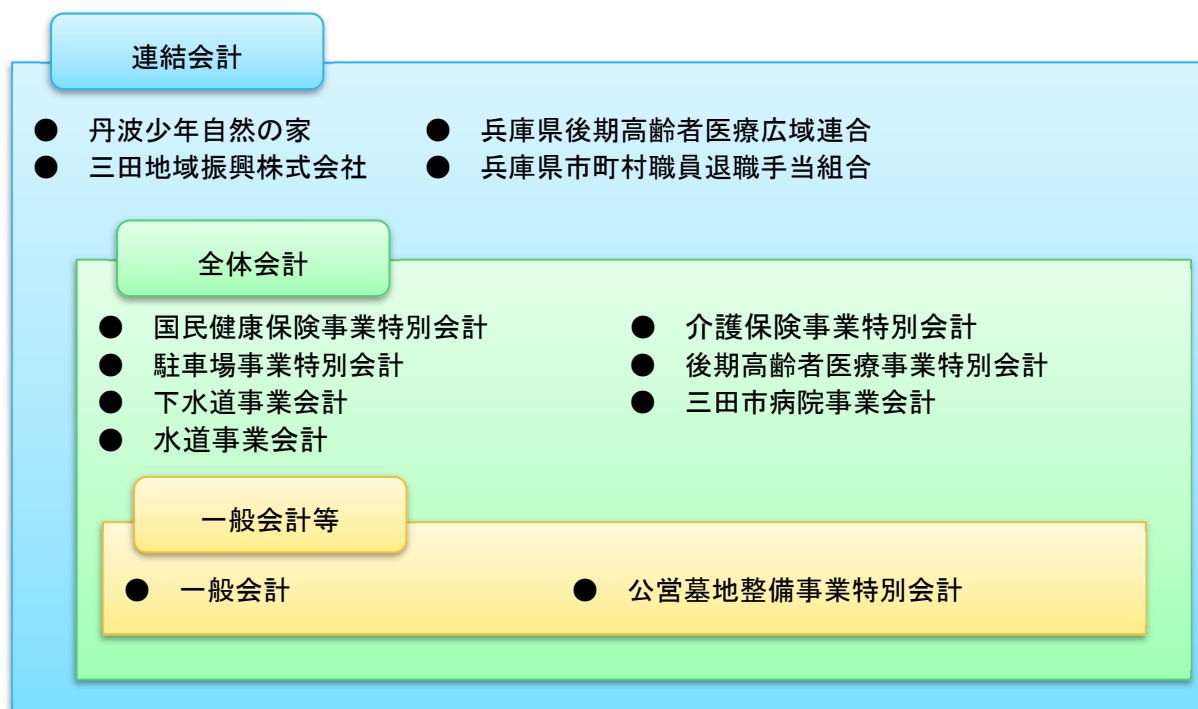 連結会計
● 丹波少年自然の家 ● 兵庫県後期高齢者医療広域連合
● 三田地域振興株式会社 ● 兵庫県市町村職員退職手当組合
全体会計
● 国民健康保険事業特別会計 ● 介護保険事業特別会計
● 駐車場事業特別会計 ● 後期高齢者医療事業特別会計
● 下水道事業会計 ● 三田市病院事業会計
● 水道事業会計
一般会計等
● 一般会計 ● 公営墓地整備事業特別会計